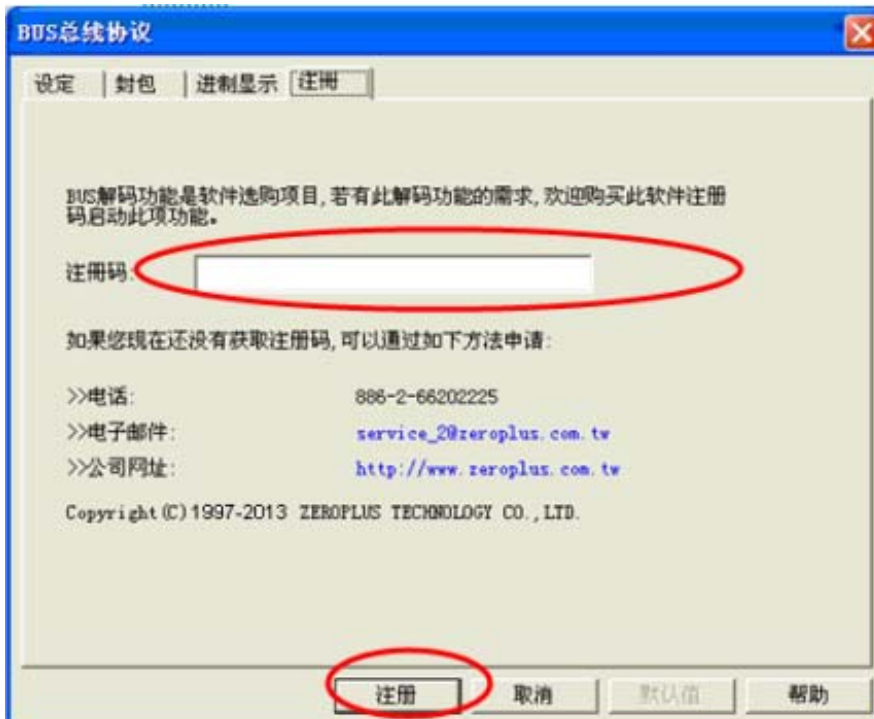 BUS总线协议
设定 封包 进制显示 注册
BUS解码功能是软件选购项目,若有此解码功能的需求,欢迎购买此软件注册
码启动此项功能。
注册码:
如果您现在还没有获取注册码,可以通过如下方法申请:
>>电话: 886-2-66202225
>>电子邮件: service_2@zeroplus.com.tw
>>公司网址: http://www.zeroplus.com.tw
Copyright(C)1997-2013 ZEROPLUS TECHNOLOGY CO.,LTD.
注册 取消 默认值 帮助